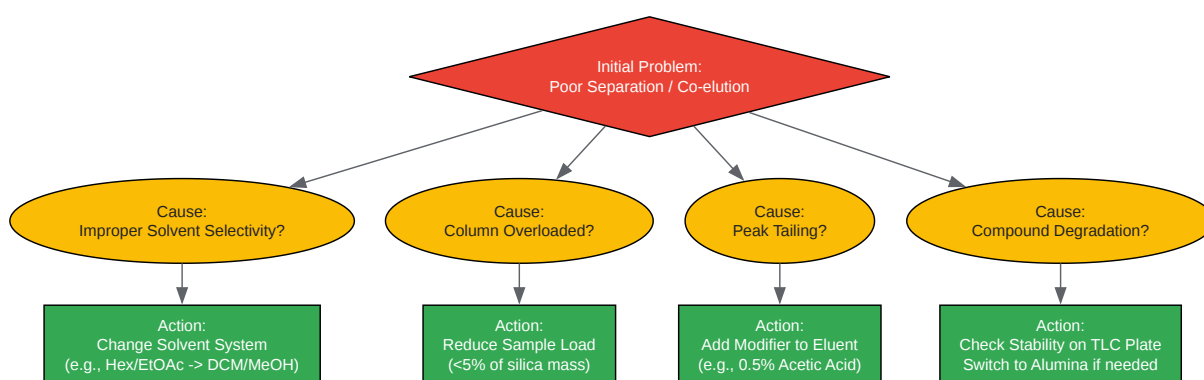 Initial Problem:
Poor Separation / Co-elution
Cause:
Improper Solvent Selectivity?
Cause:
Column Overloaded?
Cause:
Peak Tailing?
Cause:
Compound Degradation?
Action:
Change Solvent System
(e.g., Hex/EtOAc -> DCM/MeOH)
Action:
Reduce Sample Load
(<5% of silica mass)
Action:
Add Modifier to Eluent
(e.g., 0.5% Acetic Acid)
Action:
Check Stability on TLC Plate
Switch to Alumina if needed